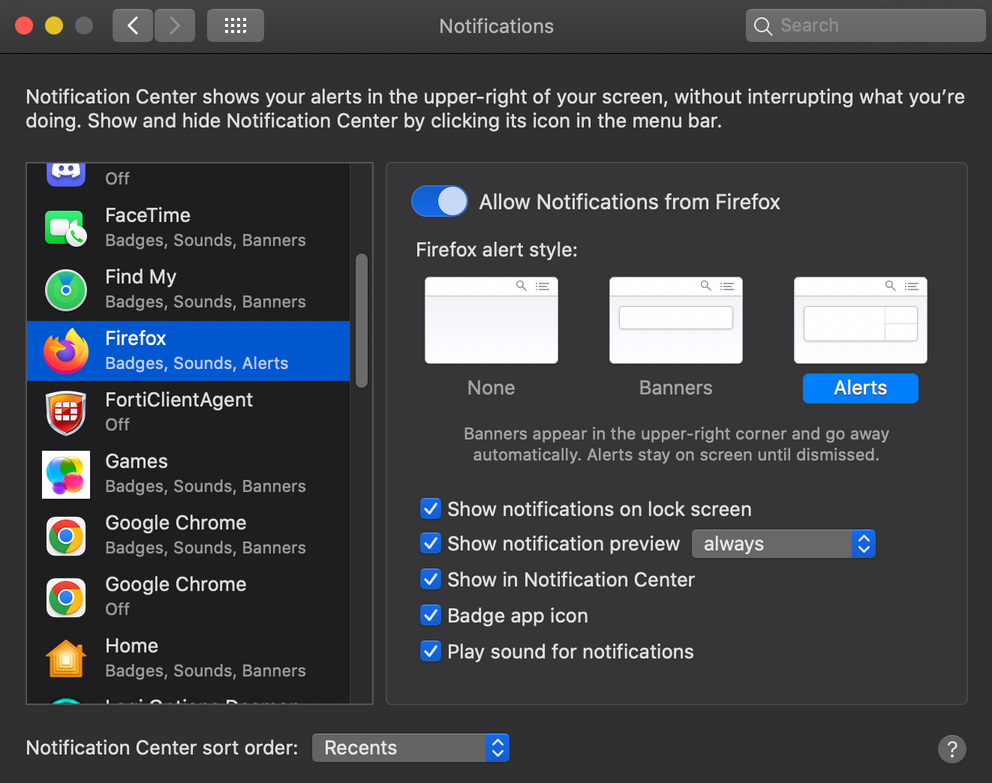 Notifications
Search
Notification Center shows your alerts in the upper-right of your screen, without interrupting what you’re
doing. Show and hide Notification Center by clicking its icon in the menu bar.
Off
FaceTime
Badges, Sounds, Banners
Find My
Badges, Sounds, Banners
Firefox
Badges, Sounds, Alerts
FortiClientAgent
Off
Games
Badges, Sounds, Banners
Google Chrome
Badges, Sounds, Banners
Google Chrome
Off
Home
Badges, Sounds, Banners
Allow Notifications from Firefox
Firefox alert style:
None
Banners
Alerts
Banners appear in the upper-right corner and go away
automatically. Alerts stay on screen until dismissed.
Show notifications on lock screen
Show notification preview always
Show in Notification Center
Badge app icon
Play sound for notifications
Notification Center sort order: Recents
?